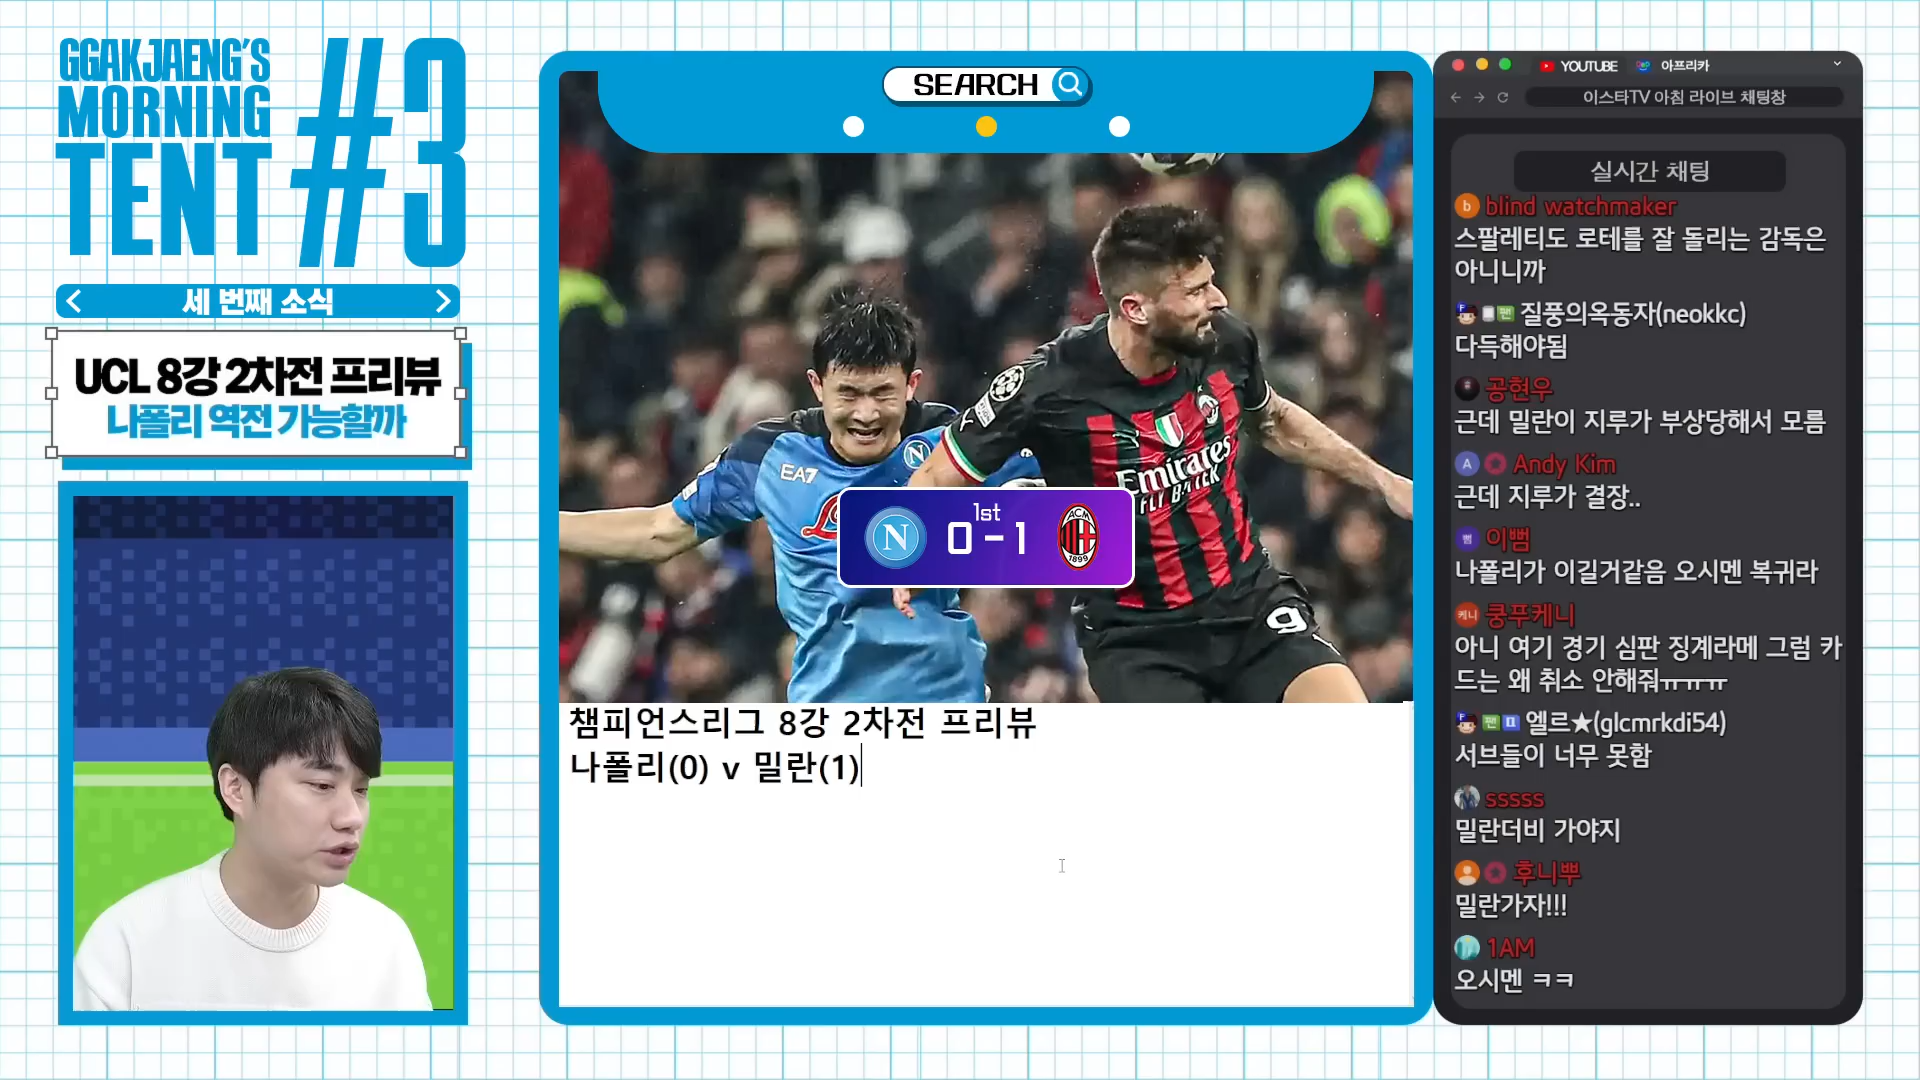 GGAKJAENG'S
MORNING
TENT
#3
세 번째 소식
UCL 8강 2차전 프리뷰
나폴리 역전 가능할까
SEARCH
EA7
N
Emirates
FLY BETTER
9
1st
N 0-1 ACM 1899
챔피언스리그 8강 2차전 프리뷰
나폴리(0) v 밀란(1)
YOUTUBE 아프리카
이스타TV 아침 라이브 채팅창
실시간 채팅
b blind watchmaker
스팔레티도 로테를 잘 돌리는 감독은
아니니까
F 팬 질풍의옥동자(neokkc)
다득해야됨
공현우
근데 밀란이 지루가 부상당해서 모름
A Andy Kim
근데 지루가 결장..
뻠 이뻠
나폴리가 이길거같음 오시멘 복귀라
케니 쿵푸케니
아니 여기 경기 심판 징계라메 그럼 카
드는 왜 취소 안해줘ㅠㅠㅠ
F 팬 엘르★(glcmrkdi54)
서브들이 너무 못함
sssss
밀란더비 가야지
후니뿌
밀란가자!!!
1AM
오시멘 ㅋㅋ